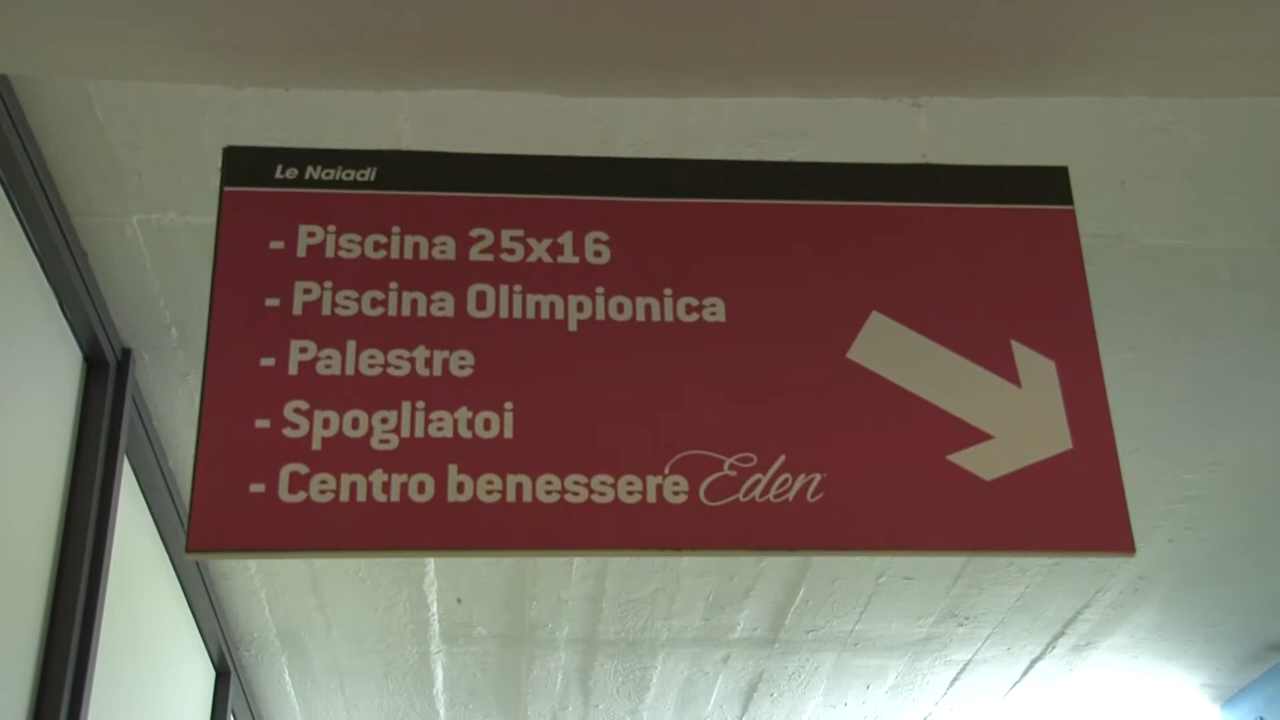 Le Naiadi
- Piscina 25x16
- Piscina Olimpionica
- Palestre
- Spogliatoi
- Centro benessere Eden